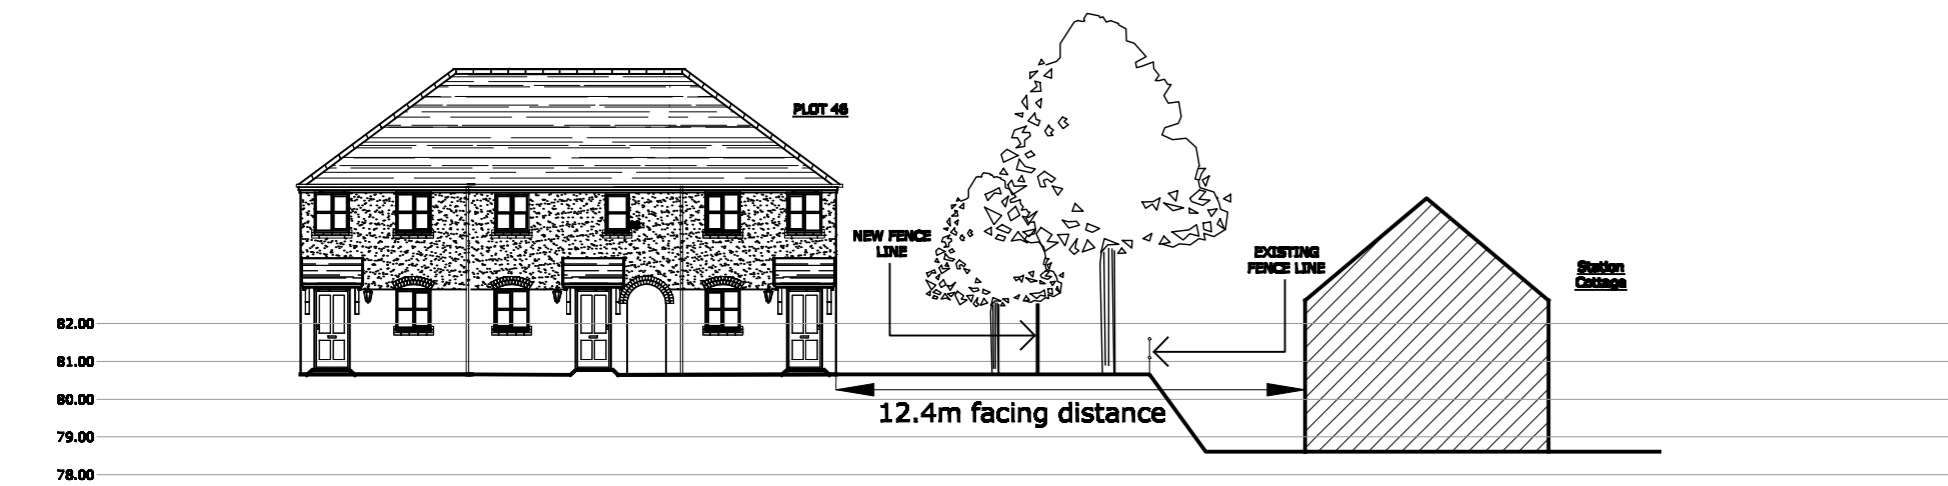 PLOT 46
NEW FENCE
LINE
EXISTING
FENCE LINE
Station
Cottage
82.00
81.00
80.00
79.00
78.00
12.4m facing distance